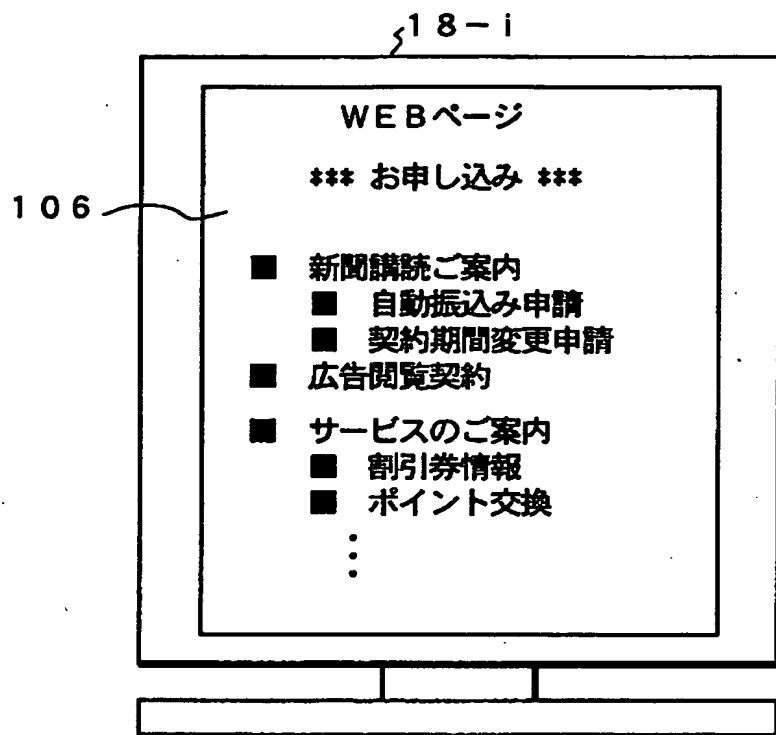 18-i
WEBページ
*** お申し込み ***
106
■ 新聞講読ご案内
■ 自動振込み申請
■ 契約期間変更申請
■ 広告閲覧契約
■ サービスのご案内
■ 割引券情報
■ ポイント交換